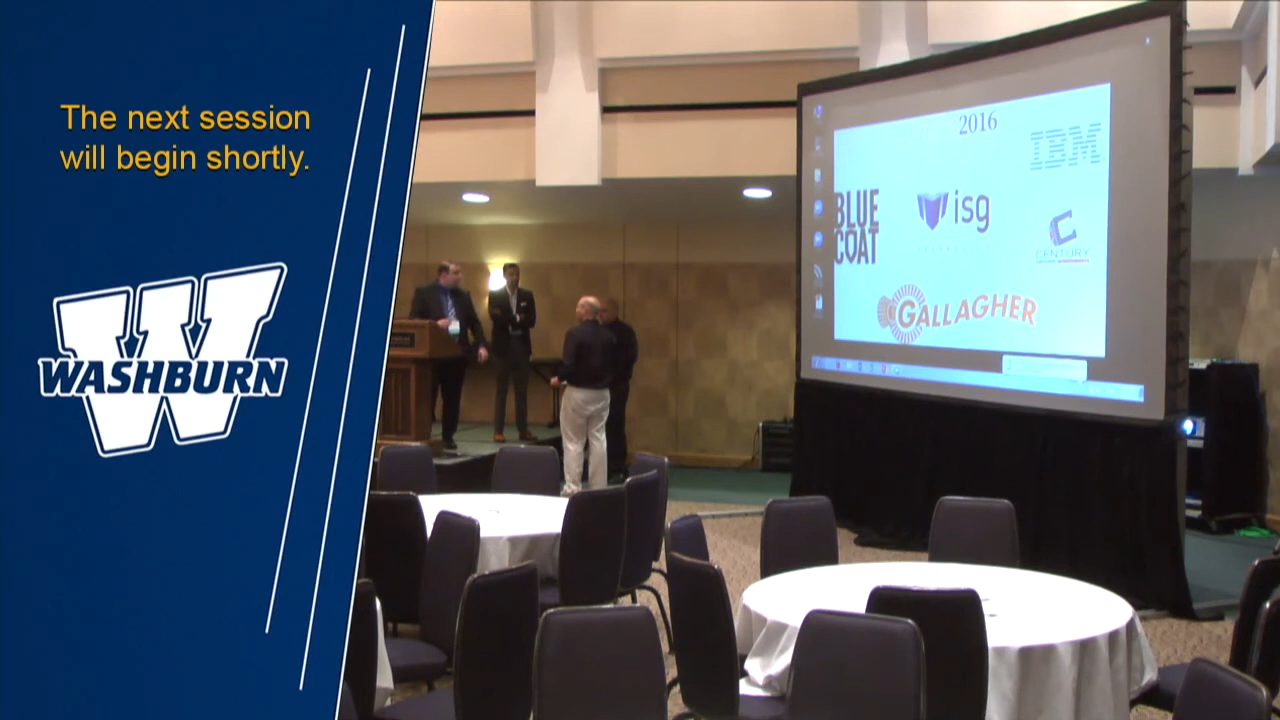 The next session
will begin shortly.
WASHBURN
2016
IBM
BLUE
COAT
isg
CENTURY
GALLAGHER